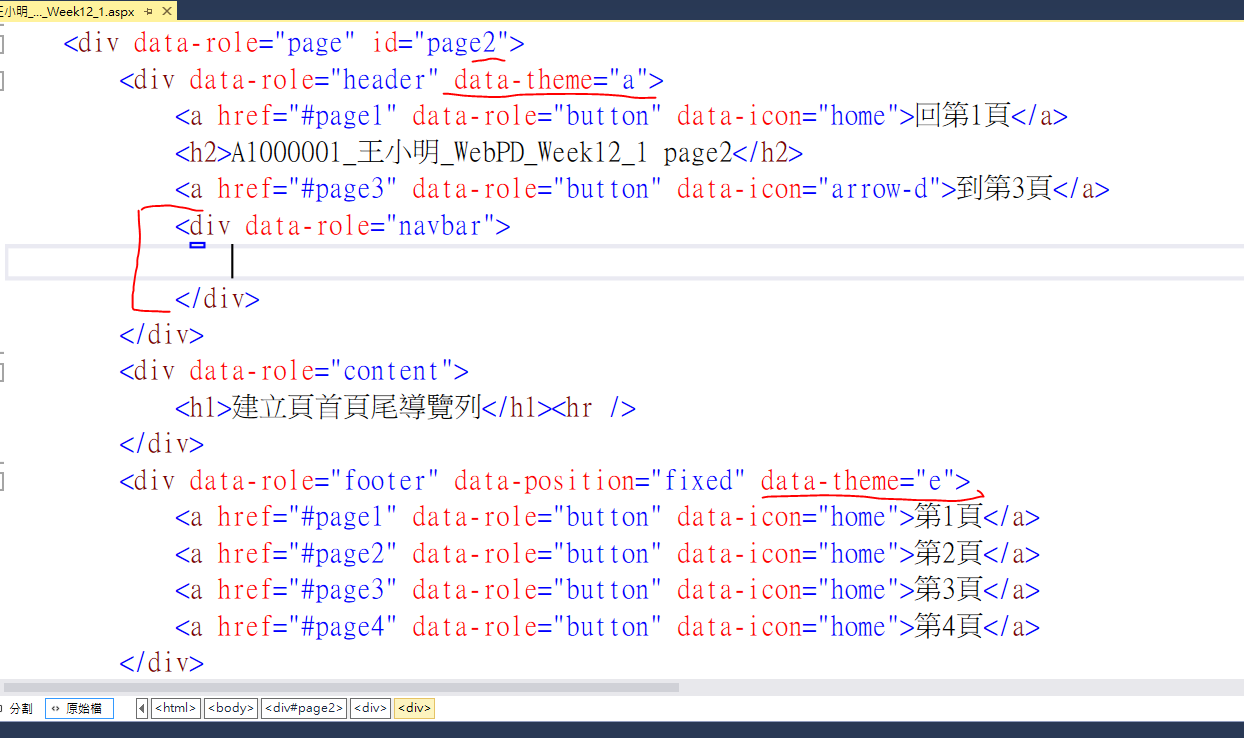 王小明_..._Week12_1.aspx
<div data-role="page" id="page2">
<div data-role="header" data-theme="a">
<a href="#page1" data-role="button" data-icon="home">回第1頁</a>
<h2>A1000001_王小明_WebPD_Week12_1 page2</h2>
<a href="#page3" data-role="button" data-icon="arrow-d">到第3頁</a>
<div data-role="navbar">
</div>
</div>
<div data-role="content">
<h1>建立頁首頁尾導覽列</h1><hr />
</div>
<div data-role="footer" data-position="fixed" data-theme="e">
<a href="#page1" data-role="button" data-icon="home">第1頁</a>
<a href="#page2" data-role="button" data-icon="home">第2頁</a>
<a href="#page3" data-role="button" data-icon="home">第3頁</a>
<a href="#page4" data-role="button" data-icon="home">第4頁</a>
</div>
分割 原始檔 <html> <body> <div#page2> <div> <div>